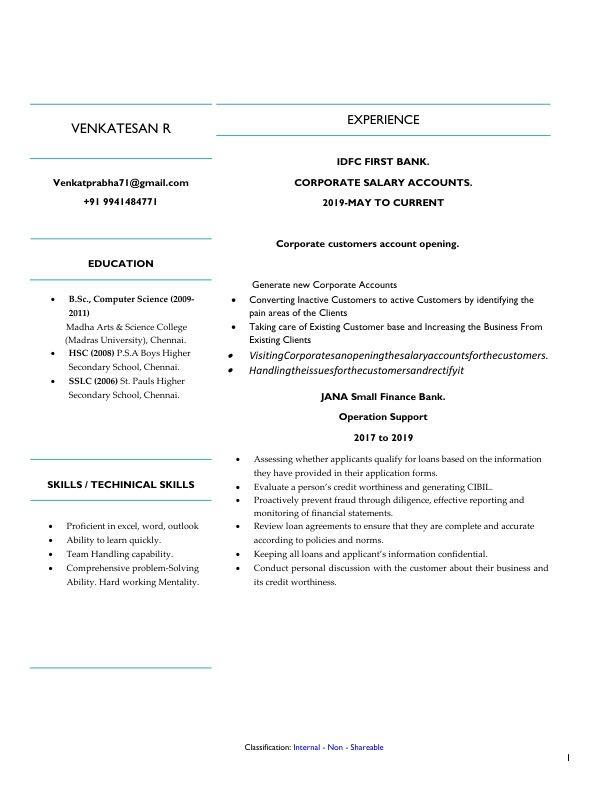 VENKATESAN R
Venkatprabha71@gmail.com
+91 9941484771
EDUCATION
• B.Sc., Computer Science (2009-
2011)
Madha Arts & Science College
(Madras University), Chennai.
• HSC (2008) P.S.A Boys Higher
Secondary School, Chennai.
• SSLC (2006) St. Pauls Higher
Secondary School, Chennai.
SKILLS / TECHINICAL SKILLS
• Proficient in excel, word, outlook
• Ability to learn quickly.
• Team Handling capability.
• Comprehensive problem-Solving
Ability. Hard working Mentality.
EXPERIENCE
IDFC FIRST BANK.
CORPORATE SALARY ACCOUNTS.
2019-MAY TO CURRENT
Corporate customers account opening.
Generate new Corporate Accounts
• Converting Inactive Customers to active Customers by identifying the
pain areas of the Clients
• Taking care of Existing Customer base and Increasing the Business From
Existing Clients
• VisitingCorporatesanopeningthesalaryaccountsforthecustomers.
• Handlingtheissuesforthecustomersandrectifyit
JANA Small Finance Bank.
Operation Support
2017 to 2019
• Assessing whether applicants qualify for loans based on the information
they have provided in their application forms.
• Evaluate a person's credit worthiness and generating CIBIL.
• Proactively prevent fraud through diligence, effective reporting and
monitoring of financial statements.
• Review loan agreements to ensure that they are complete and accurate
according to policies and norms.
• Keeping all loans and applicant's information confidential.
• Conduct personal discussion with the customer about their business and
its credit worthiness.
Classification: Internal - Non - Shareable
1